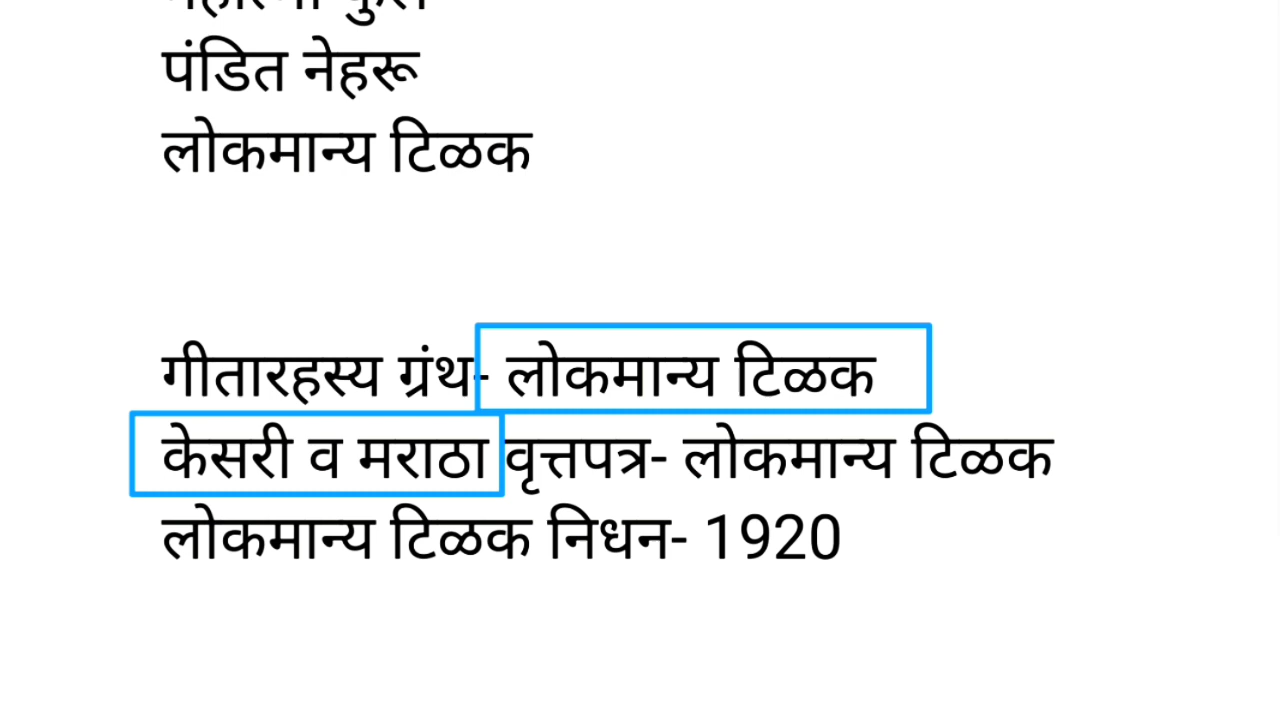 पंडित नेहरू
लोकमान्य टिळक
गीतारहस्य ग्रंथ- लोकमान्य टिळक
केसरी व मराठा वृत्तपत्र- लोकमान्य टिळक
लोकमान्य टिळक निधन- 1920